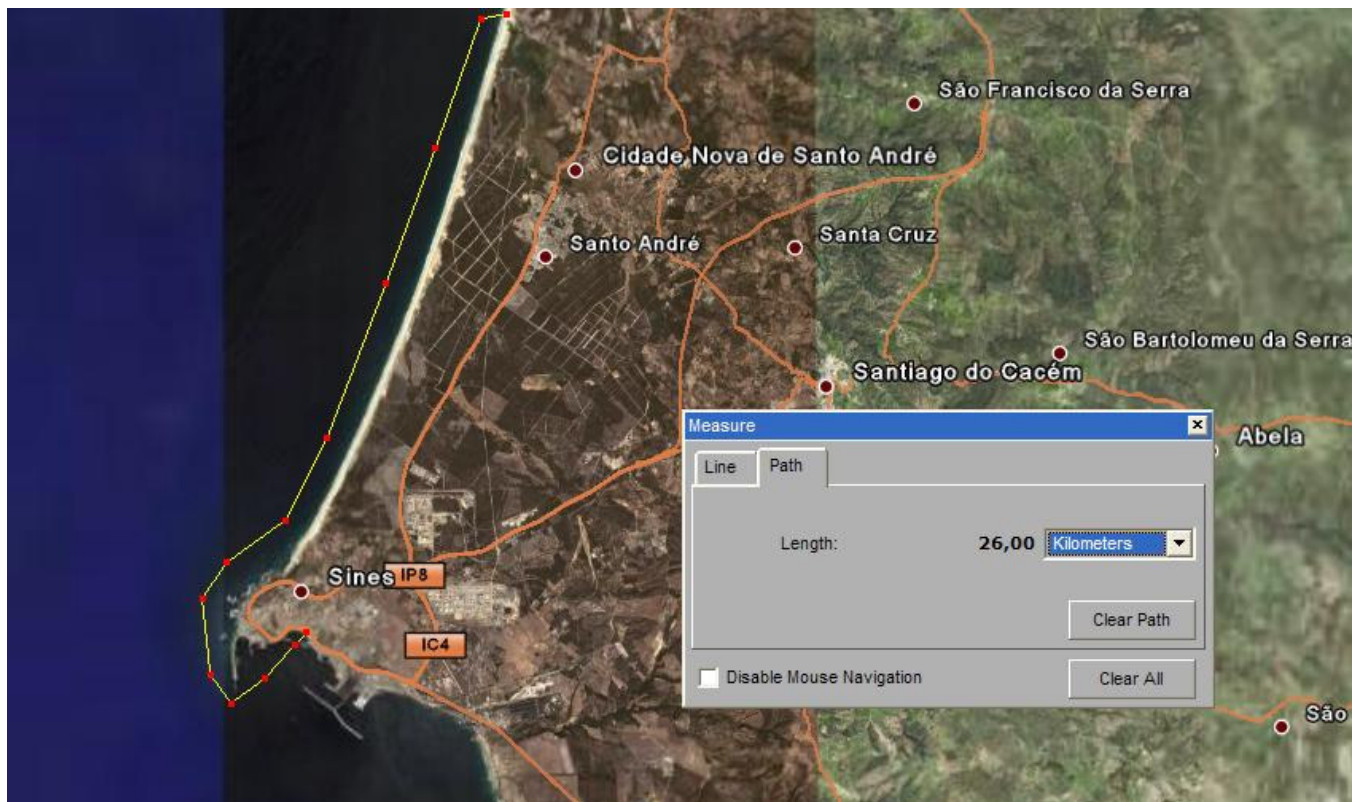 São Francisco da Serra
Cidade Nova de Santo André
Santo André
Santa Cruz
São Bartolomeu da Serra
Santiago do Cacém
Measure
Abela
Line
Path
Length:
26,00
Kilometers
Sines
IP8
Clear Path
IC4
Disable Mouse Navigation
Clear All
São